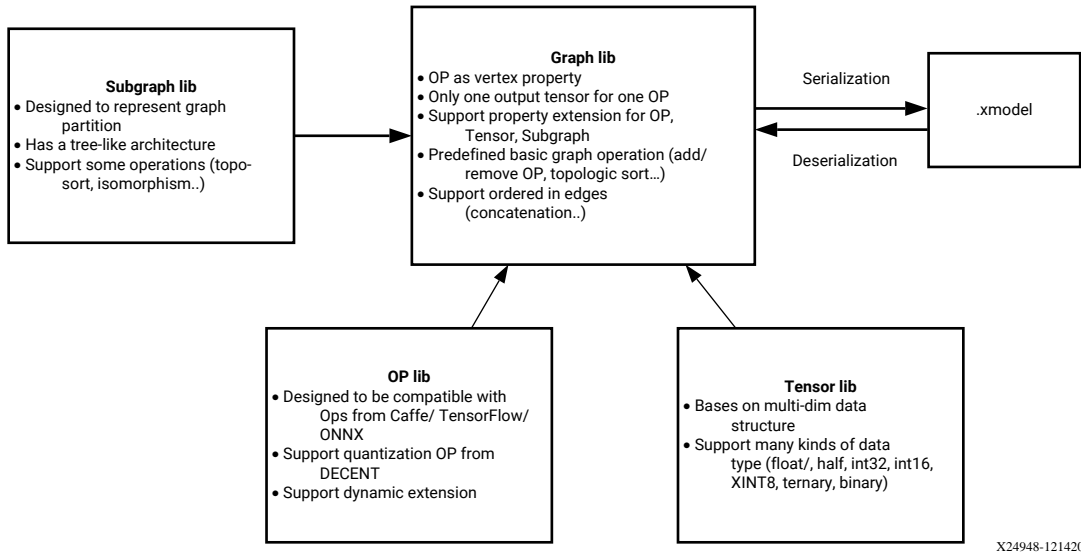 Subgraph lib
• Designed to represent graph
partition
• Has a tree-like architecture
• Support some operations (topo-
sort, isomorphism..)
Graph lib
• OP as vertex property
• Only one output tensor for one OP
• Support property extension for OP,
Tensor, Subgraph
• Predefined basic graph operation (add/
remove OP, topologic sort...)
• Support ordered in edges
(concatenation..)
Serialization
Deserialization
.xmodel
OP lib
• Designed to be compatible with
Ops from Caffe/ TensorFlow/
ONNX
• Support quantization OP from
DECENT
• Support dynamic extension
Tensor lib
• Bases on multi-dim data
structure
• Support many kinds of data
type (float/, half, int32, int16,
XINT8, ternary, binary)
X24948-121420